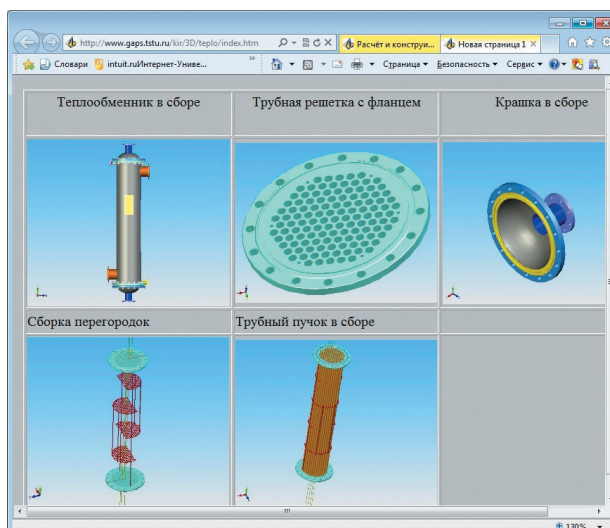 http://www.gaps.tstu.ru/kir/3D/teplo/index.htm
Расчёт и конструи...
Новая страница 1
Словари
intuit.ruИнтернет-Униве...
Страница
Безопасность
Сервис
Теплообменник в сборе
Трубная решетка с фланцем
Крашка в сборе
Сборка перегородок
Трубный пучок в сборе
130%